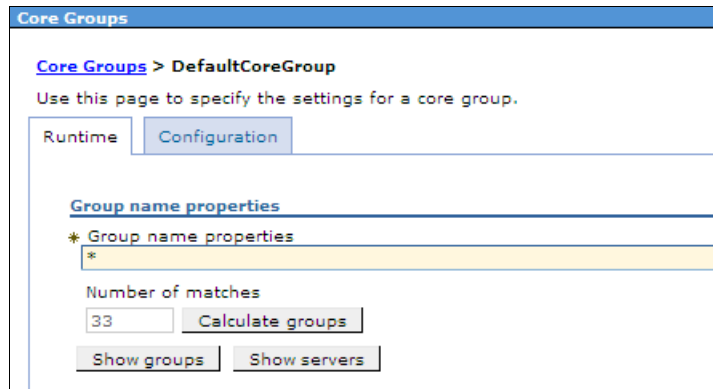 Core Groups
Core Groups > DefaultCoreGroup
Use this page to specify the settings for a core group.
Runtime Configuration
Group name properties
* Group name properties
*
Number of matches
33 Calculate groups
Show groups Show servers